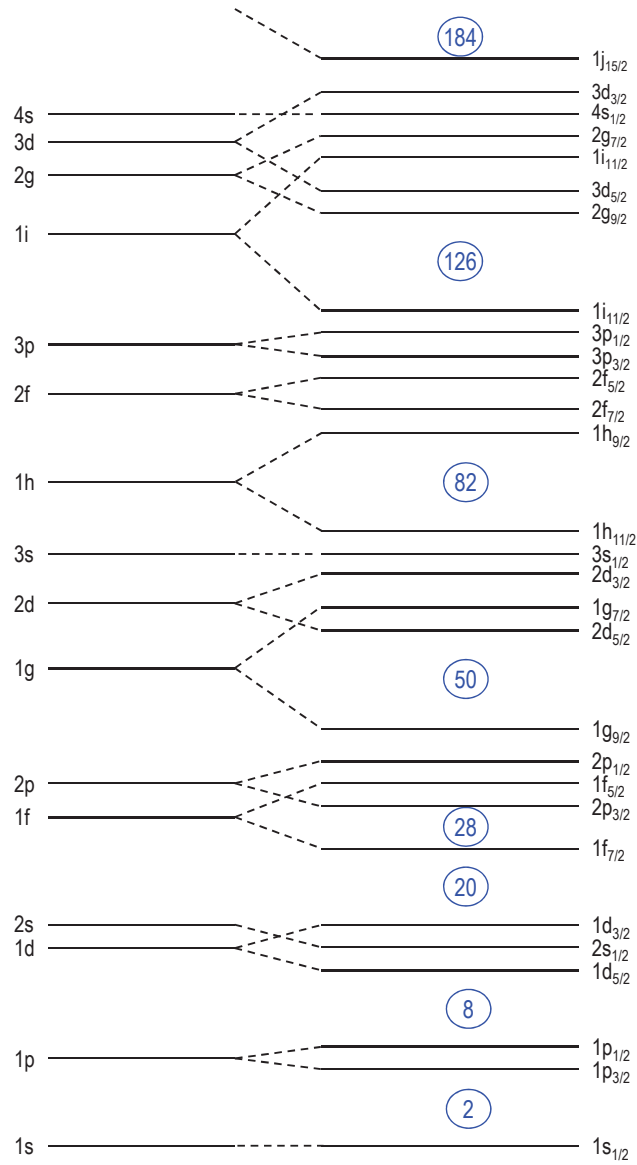 184
1j15/2
3d3/2
4s 4s1/2
3d 2g7/2
1i11/2
2g 3d5/2
2g9/2
1i
126
1i11/2
3p 3p1/2
3p3/2
2f 2f5/2
2f7/2
1h9/2
1h 82
1h11/2
3s 3s1/2
2d3/2
2d 1g7/2
2d5/2
1g 50
1g9/2
2p1/2
2p 1f5/2
2p3/2
1f 28
1f7/2
20
2s 1d3/2
1d 2s1/2
1d5/2
8
1p1/2
1p 1p3/2
2
1s 1s1/2